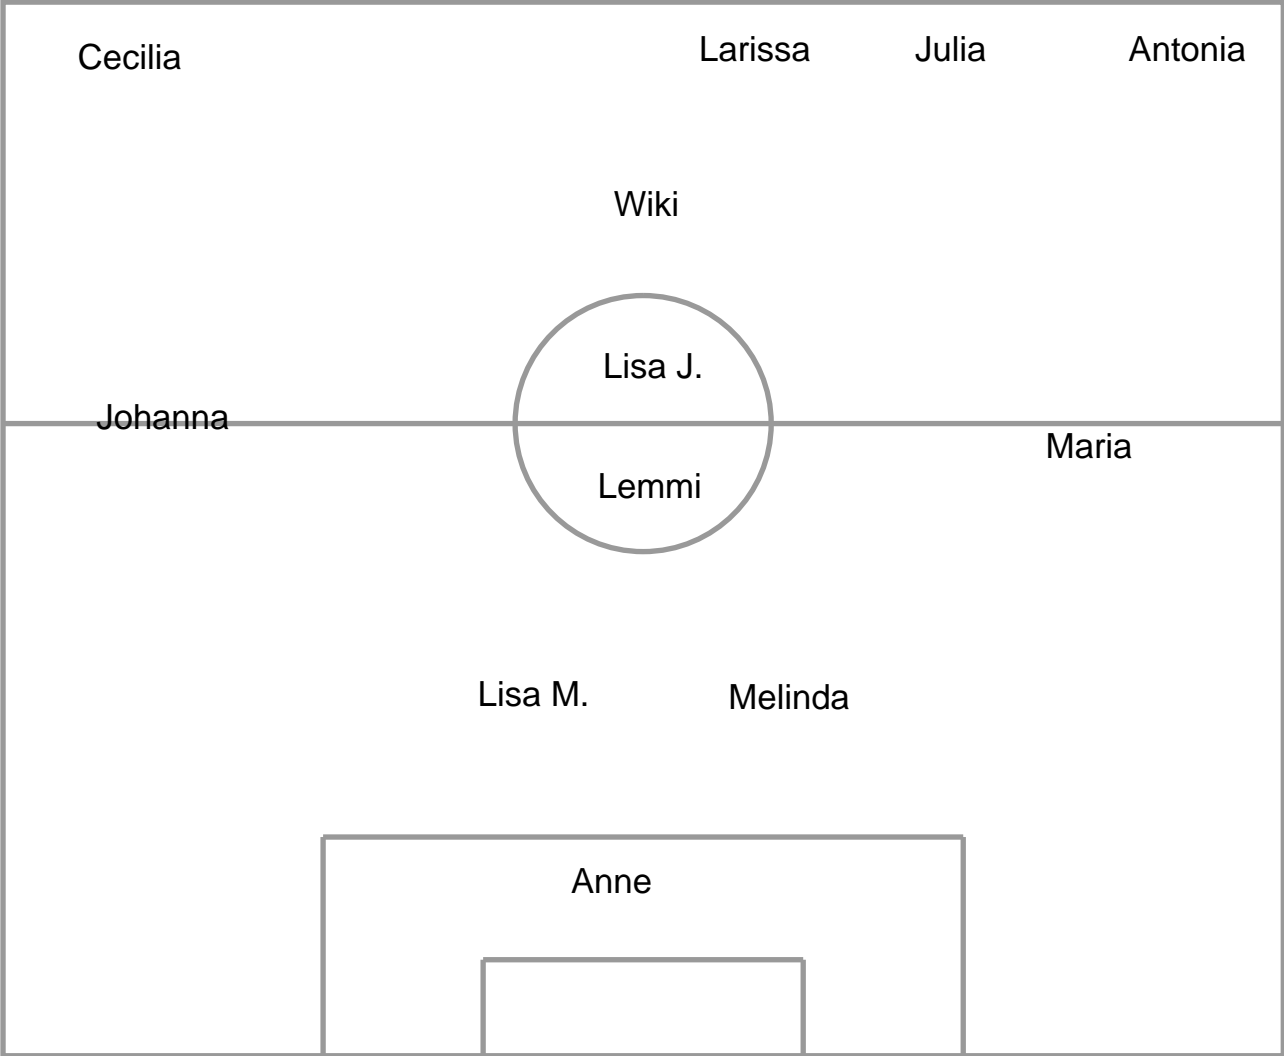 Cecilia
Larissa
Julia
Antonia
Wiki
Lisa J.
Johanna
Maria
Lemmi
Lisa M.
Melinda
Anne